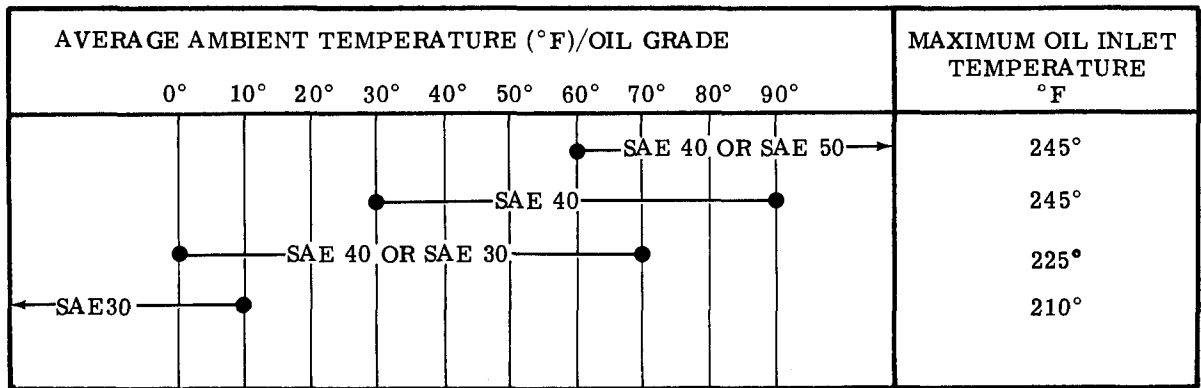 AVERAGE AMBIENT TEMPERATURE (°F)/OIL GRADE
MAXIMUM OIL INLET
TEMPERATURE
°F
0° 10° 20° 30° 40° 50° 60° 70° 80° 90°
SAE 40 OR SAE 50 245°
SAE 40 245°
SAE 40 OR SAE 30 225°
SAE30 210°